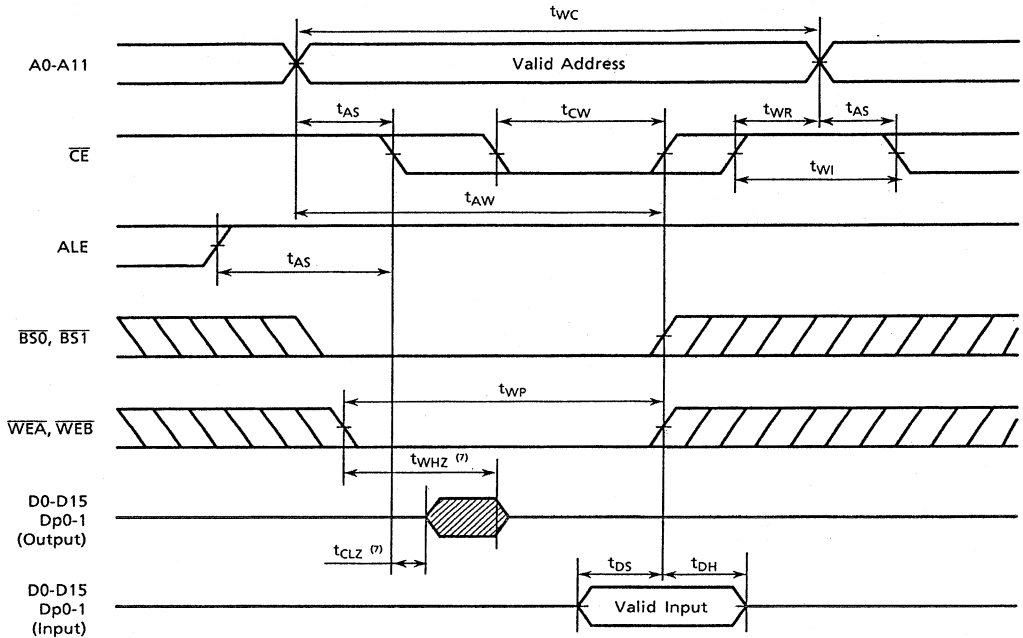 tWC
A0-A11
Valid Address
tAS
tCW
tWR
tAS
CE
tWI
tAW
ALE
tAS
BS0, BS1
tWP
WEA, WEB
tWHZ (7)
D0-D15
Dp0-1
(Output)
tCLZ (7)
tDS
tDH
D0-D15
Dp0-1
(Input)
Valid Input